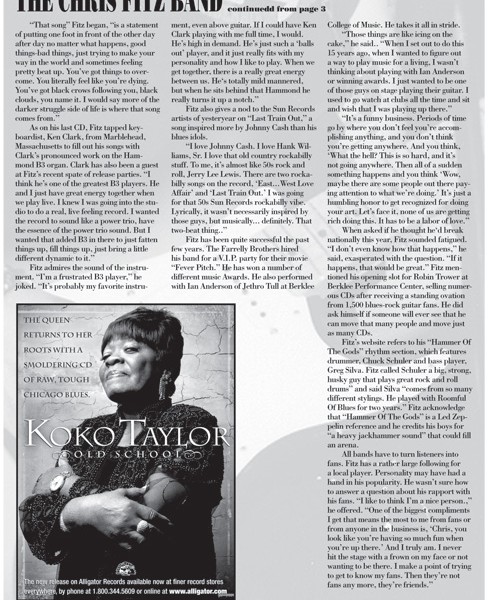 THE CHRIS FITZ BAND continuedd from page 3
"That song" Fitz began, "is a statement
of putting one foot in front of the other day
after day no matter what happens, good
things-bad things, just trying to make your
way in the world and sometimes feeling
pretty beat up. You've got things to over-
come. You literally feel like you're dying.
You've got black crows following you, black
clouds, you name it. I would say more of the
darker struggle side of life is where that song
comes from."
As on his last CD, Fitz tapped key-
boardist, Ken Clark, from Marblehead,
Massachusetts to fill out his songs with
Clark's pronounced work on the Ham-
mond B3 organ. Clark has also been a guest
at Fitz's recent spate of release parties. "I
think he's one of the greatest B3 players. He
and I just have great energy together when
we play live. I knew I was going into the stu-
dio to do a real, live feeling record. I wanted
the record to sound like a power trio, have
the essence of the power trio sound. But I
wanted that added B3 in there to just fatten
things up, fill things up, just bring a little
different dynamic to it."
Fitz admires the sound of the instru-
ment, "I'm a frustrated B3 player," he
joked. "It's probably my favorite instru-
ment, even above guitar. If I could have Ken
Clark playing with me full time, I would.
He's high in demand. He's just such a 'balls
out' player, and it just really fits with my
personality and how I like to play. When we
get together, there is a really great energy
between us. He's totally mild mannered,
but when he sits behind that Hammond he
really turns it up a notch."
Fitz also gives a nod to the Sun Records
artists of yesteryear on "Last Train Out," a
song inspired more by Johnny Cash than his
blues idols.
"I love Johnny Cash. I love Hank Wil-
liams, Sr. I love that old country rockabilly
stuff. To me, it's almost like 50s rock and
roll, Jerry Lee Lewis. There are two rocka-
billy songs on the record, 'East…West Love
Affair' and 'Last Train Out.' I was going
for that 50s Sun Records rockabilly vibe.
Lyrically, it wasn't necessarily inspired by
those guys, but musically… definitely. That
two-beat thing.."
Fitz has been quite successful the past
few years. The Farrelly Brothers hired
his band for a V.I.P. party for their movie
"Fever Pitch." He has won a number of
different music Awards. He also performed
with Ian Anderson of Jethro Tull at Berklee
College of Music. He takes it all in stride.
"Those things are like icing on the
cake," he said.. "When I set out to do this
15 years ago, when I wanted to figure out
a way to play music for a living, I wasn't
thinking about playing with Ian Anderson
or winning awards. I just wanted to be one
of those guys on stage playing their guitar. I
used to go watch at clubs all the time and sit
and wish that I was playing up there."
"It's a funny business. Periods of time
go by where you don't feel you're accom-
plishing anything, and you don't think
you're getting anywhere. And you think,
'What the hell? This is so hard, and it's
not going anywhere. Then all of a sudden
something happens and you think 'Wow,
maybe there are some people out there pay-
ing attention to what we're doing.' It's just a
humbling honor to get recognized for doing
your art. Let's face it, none of us are getting
rich doing this. It has to be a labor of love."
When asked if he thought he'd break
nationally this year, Fitz sounded fatigued.
"I don't even know how that happens," he
said, exasperated with the question. "If it
happens, that would be great." Fitz men-
tioned his opening slot for Robin Trower at
Berklee Performance Center, selling numer-
ous CDs after receiving a standing ovation
from 1,500 blues-rock guitar fans. He did
ask himself if someone will ever see that he
can move that many people and move just
as many CDs.
Fitz's website refers to his "Hammer Of
The Gods" rhythm section, which features
drummer, Chuck Schuler and bass player,
Greg Silva. Fitz called Schuler a big, strong,
husky guy that plays great rock and roll
drums" and said Silva "comes from so many
different stylings. He played with Roomful
Of Blues for two years." Fitz acknowledge
that "Hammer Of The Gods" is a Led Zep-
pelin reference and he credits his boys for
"a heavy jackhammer sound" that could fill
an arena.
All bands have to turn listeners into
fans. Fitz has a rather large following for
a local player. Personality may have had a
hand in his popularity. He wasn't sure how
to answer a question about his rapport with
his fans. "I like to think I'm a nice person.,"
he offered. "One of the biggest compliments
I get that means the most to me from fans or
from anyone in the business is, 'Chris, you
look like you're having so much fun when
you're up there,' And I truly am. I never
hit the stage with a frown on my face or not
wanting to be there. I make a point of trying
to get to know my fans. Then they're not
fans any more, they're friends."
THE QUEEN
RETURNS TO HER
ROOTS WITH A
SMOLDERING CD
OF RAW, TOUGH
CHICAGO BLUES.
KOKO TAYLOR
OLD SCHOOL
The new release on Alligator Records available now at finer record stores
everywhere, by phone at 1.800.344.5609 or online at www.alligator.com